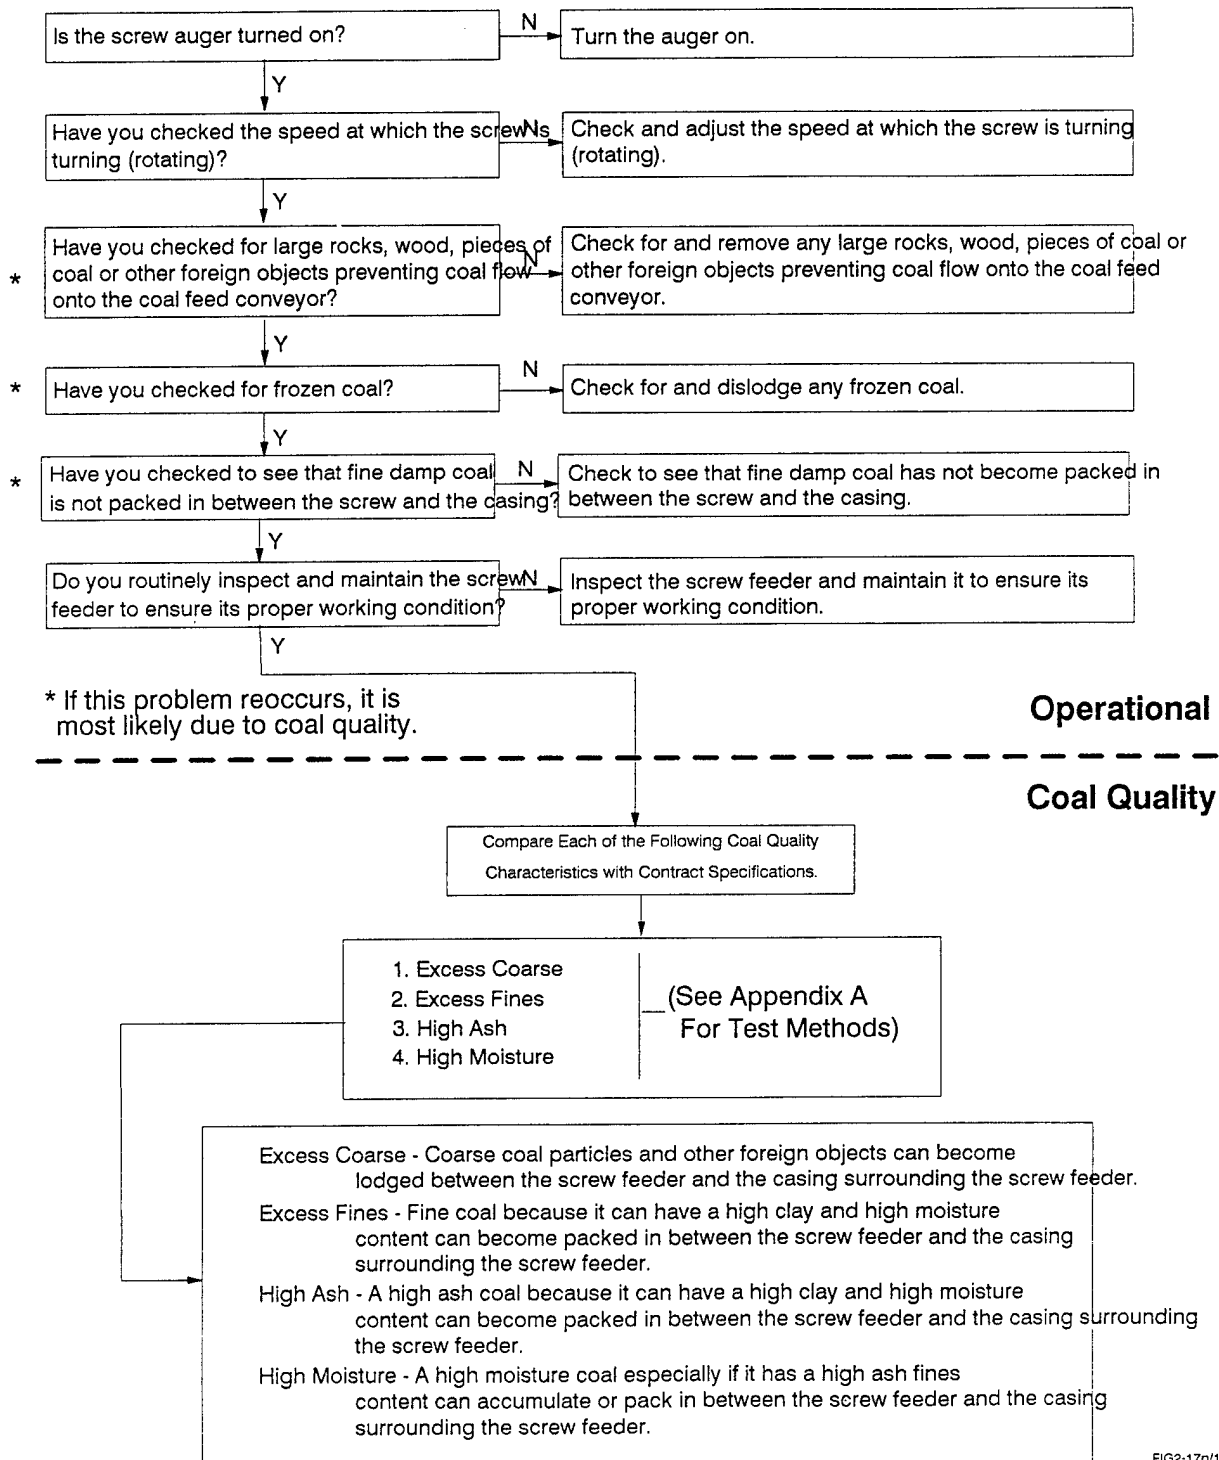 Is the screw auger turned on?
N
Turn the auger on.
Y
Have you checked the speed at which the screw is
turning (rotating)?
N
Check and adjust the speed at which the screw is turning
(rotating).
Y
*
Have you checked for large rocks, wood, pieces of
coal or other foreign objects preventing coal flow
onto the coal feed conveyor?
N
Check for and remove any large rocks, wood, pieces of coal or
other foreign objects preventing coal flow onto the coal feed
conveyor.
Y
*
Have you checked for frozen coal?
N
Check for and dislodge any frozen coal.
Y
*
Have you checked to see that fine damp coal
is not packed in between the screw and the casing?
N
Check to see that fine damp coal has not become packed in
between the screw and the casing.
Y
Do you routinely inspect and maintain the screw
feeder to ensure its proper working condition?
N
Inspect the screw feeder and maintain it to ensure its
proper working condition.
Y
* If this problem reoccurs, it is
most likely due to coal quality.
Operational
Coal Quality
Compare Each of the Following Coal Quality
Characteristics with Contract Specifications.
1. Excess Coarse
2. Excess Fines
3. High Ash
4. High Moisture
(See Appendix A
For Test Methods)
Excess Coarse - Coarse coal particles and other foreign objects can become
lodged between the screw feeder and the casing surrounding the screw feeder.
Excess Fines - Fine coal because it can have a high clay and high moisture
content can become packed in between the screw feeder and the casing
surrounding the screw feeder.
High Ash - A high ash coal because it can have a high clay and high moisture
content can become packed in between the screw feeder and the casing surrounding
the screw feeder.
High Moisture - A high moisture coal especially if it has a high ash fines
content can accumulate or pack in between the screw feeder and the casing
surrounding the screw feeder.